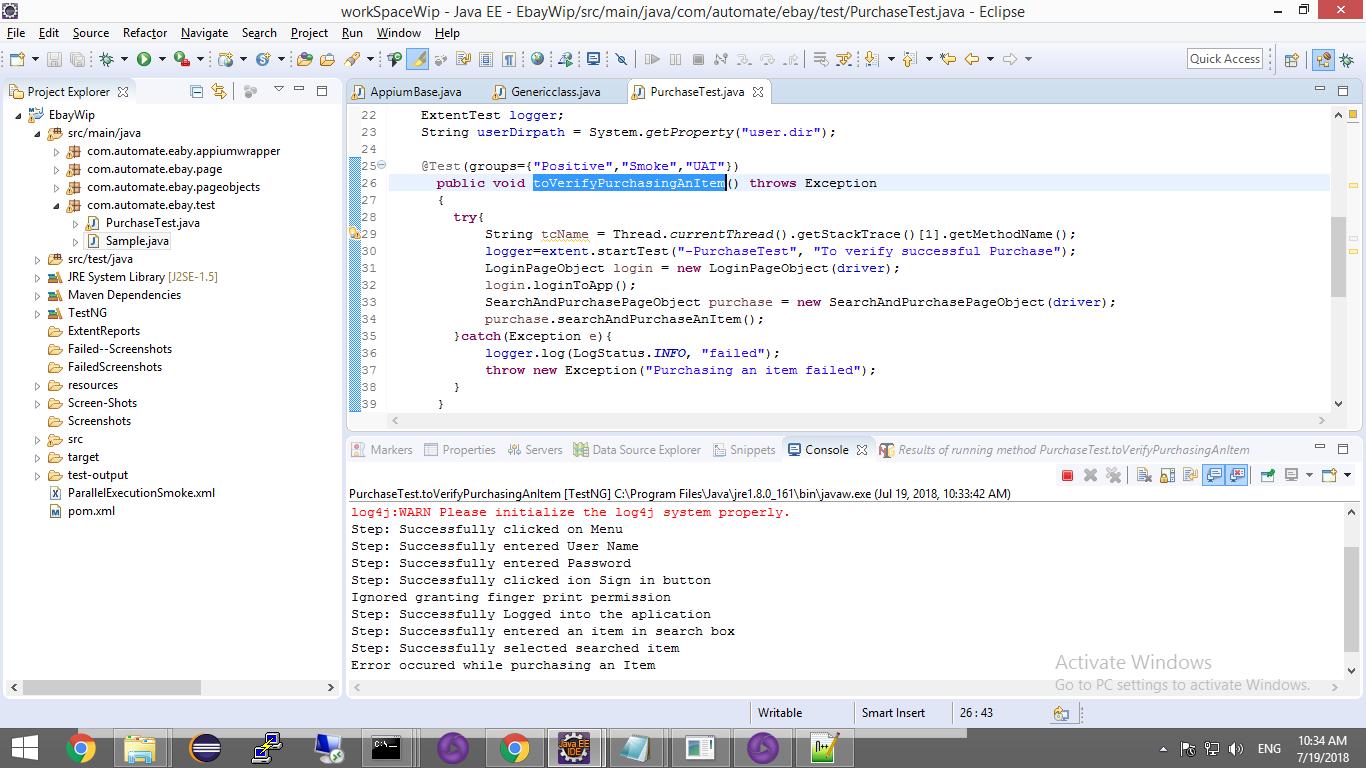 workSpaceWip - Java EE - EbayWip/src/main/java/com/automate/ebay/test/PurchaseTest.java - Eclipse
File Edit Source Refactor Navigate Search Project Run Window Help
Quick Access
Project Explorer
EbayWip
src/main/java
com.automate.eaby.appiumwrapper
com.automate.ebay.page
com.automate.ebay.pageobjects
com.automate.ebay.test
PurchaseTest.java
Sample.java
src/test/java
JRE System Library [J2SE-1.5]
Maven Dependencies
TestNG
ExtentReports
Failed--Screenshots
FailedScreenshots
resources
Screen-Shots
Screenshots
src
target
test-output
ParallelExecutionSmoke.xml
pom.xml
AppiumBase.java Genericclass.java PurchaseTest.java
22 ExtentTest logger;
23 String userDirpath = System.getProperty("user.dir");
24
25 @Test(groups={"Positive","Smoke","UAT"})
26 public void toVerifyPurchasingAnItem() throws Exception
27 {
28 try{
29 String tcName = Thread.currentThread().getStackTrace()[1].getMethodName();
30 logger=extent.startTest("-PurchaseTest", "To verify successful Purchase");
31 LoginPageObject login = new LoginPageObject(driver);
32 login.loginToApp();
33 SearchAndPurchasePageObject purchase = new SearchAndPurchasePageObject(driver);
34 purchase.searchAndPurchaseAnItem();
35 }catch(Exception e){
36 logger.log(LogStatus.INFO, "failed");
37 throw new Exception("Purchasing an item failed");
38 }
39 }
Markers Properties Servers Data Source Explorer Snippets Console Results of running method PurchaseTest.toVerifyPurchasingAnItem
PurchaseTest.toVerifyPurchasingAnItem [TestNG] C:\Program Files\Java\jre1.8.0_161\bin\javaw.exe (Jul 19, 2018, 10:33:42 AM)
log4j:WARN Please initialize the log4j system properly.
Step: Successfully clicked on Menu
Step: Successfully entered User Name
Step: Successfully entered Password
Step: Successfully clicked ion Sign in button
Ignored granting finger print permission
Step: Successfully Logged into the aplication
Step: Successfully entered an item in search box
Step: Successfully selected searched item
Error occured while purchasing an Item
Activate Windows
Go to PC settings to activate Windows.
Writable Smart Insert 26 : 43
Java EE
IDE
ENG
10:34 AM
7/19/2018